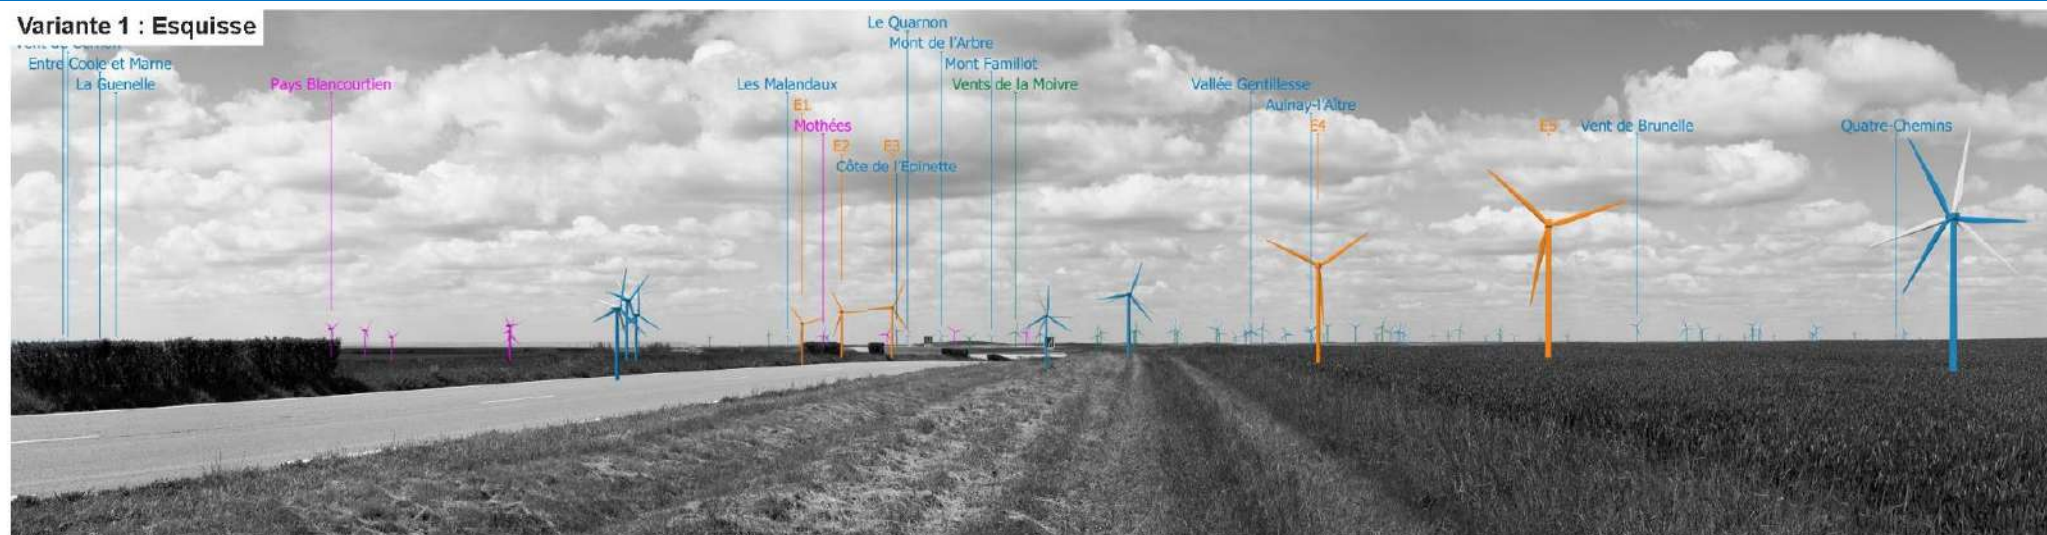 Variante 1 : Esquisse
Le Quarnon
Mont de l'Arbre
Entre Coole et Marne
Mont Famillot
La Guenelle
Pays Blancourtien
Les Malandaux
Vents de la Moivre
Vallée Gentillesse
E1
Aulnay-l'Aître
Mothées
E4
E5
Vent de Brunelle
Quatre-Chemins
E2
E3
Côte de l'Epinette